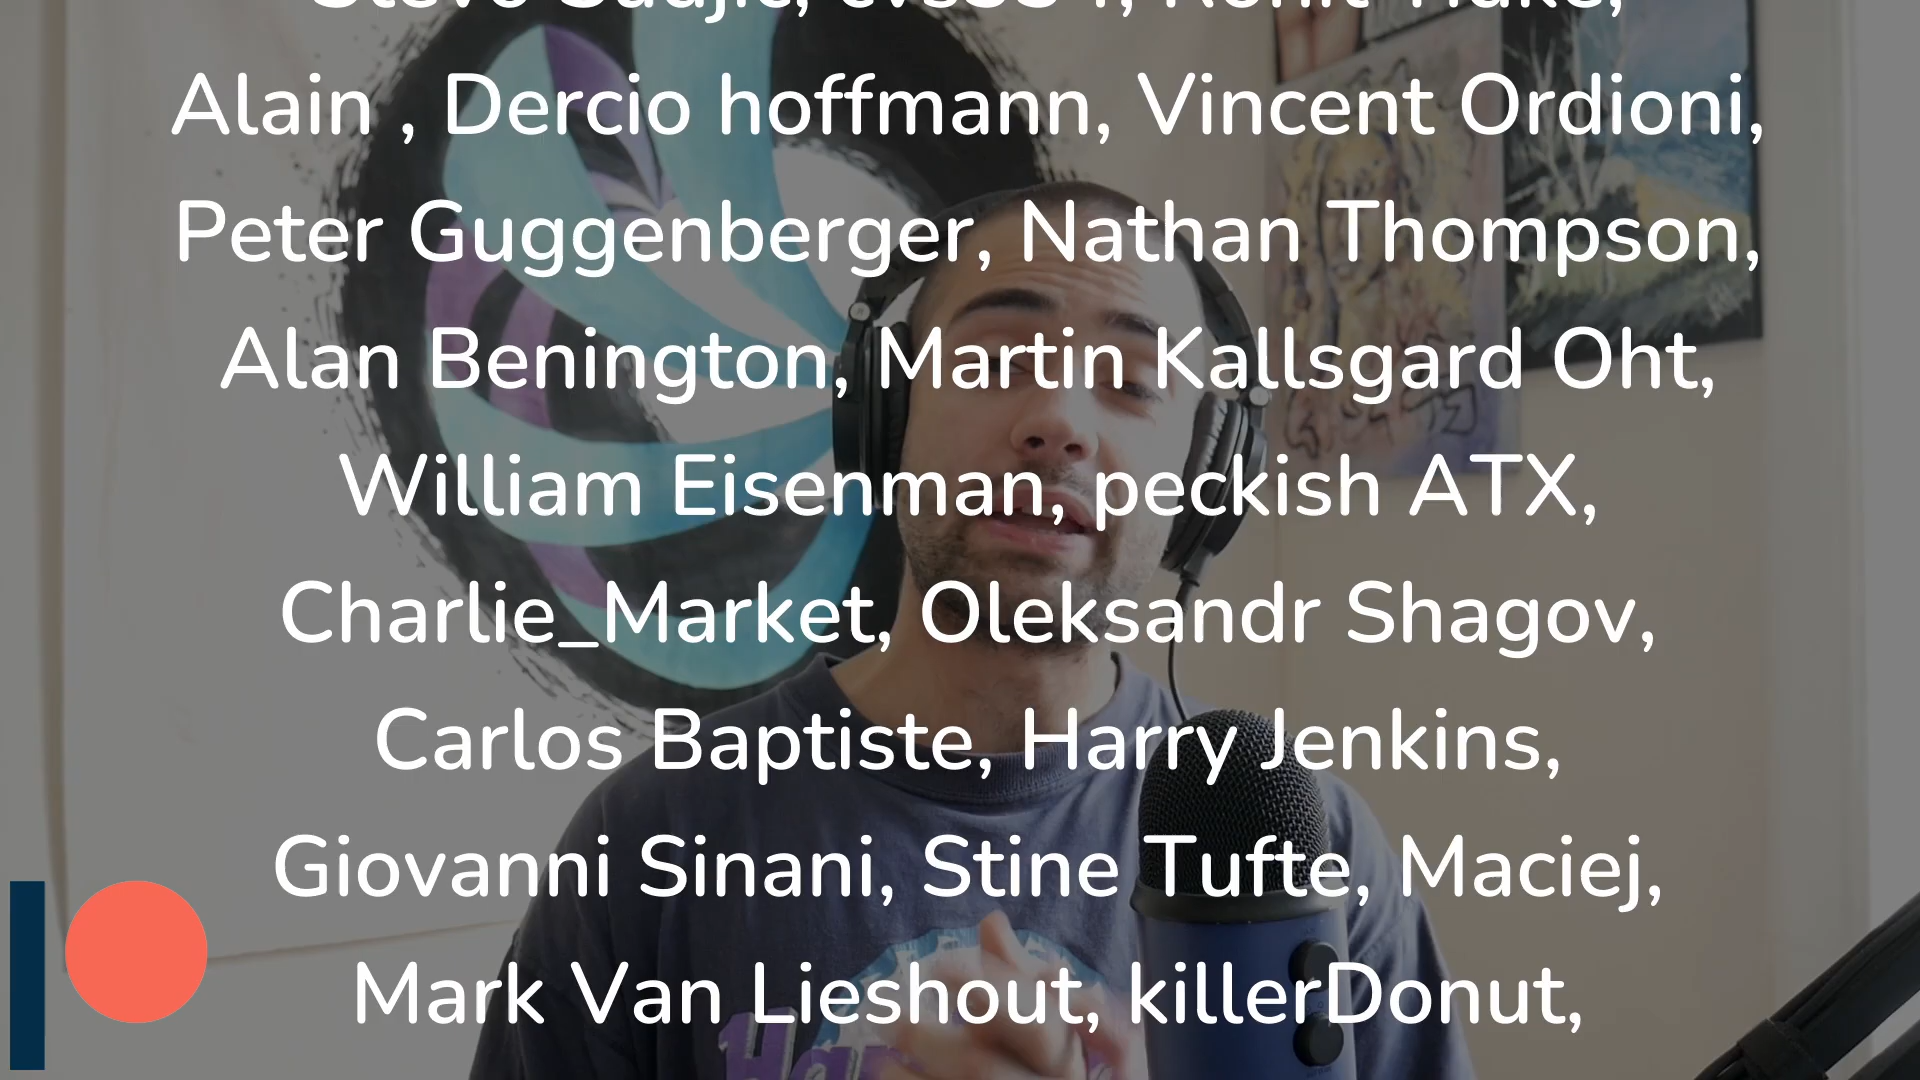 Alain , Dercio hoffmann, Vincent Ordioni,
Peter Guggenberger, Nathan Thompson,
Alan Benington, Martin Kallsgard Oht,
William Eisenman, peckish ATX,
Charlie_Market, Oleksandr Shagov,
Carlos Baptiste, Harry Jenkins,
Giovanni Sinani, Stine Tufte, Maciej,
Mark Van Lieshout, killerDonut,